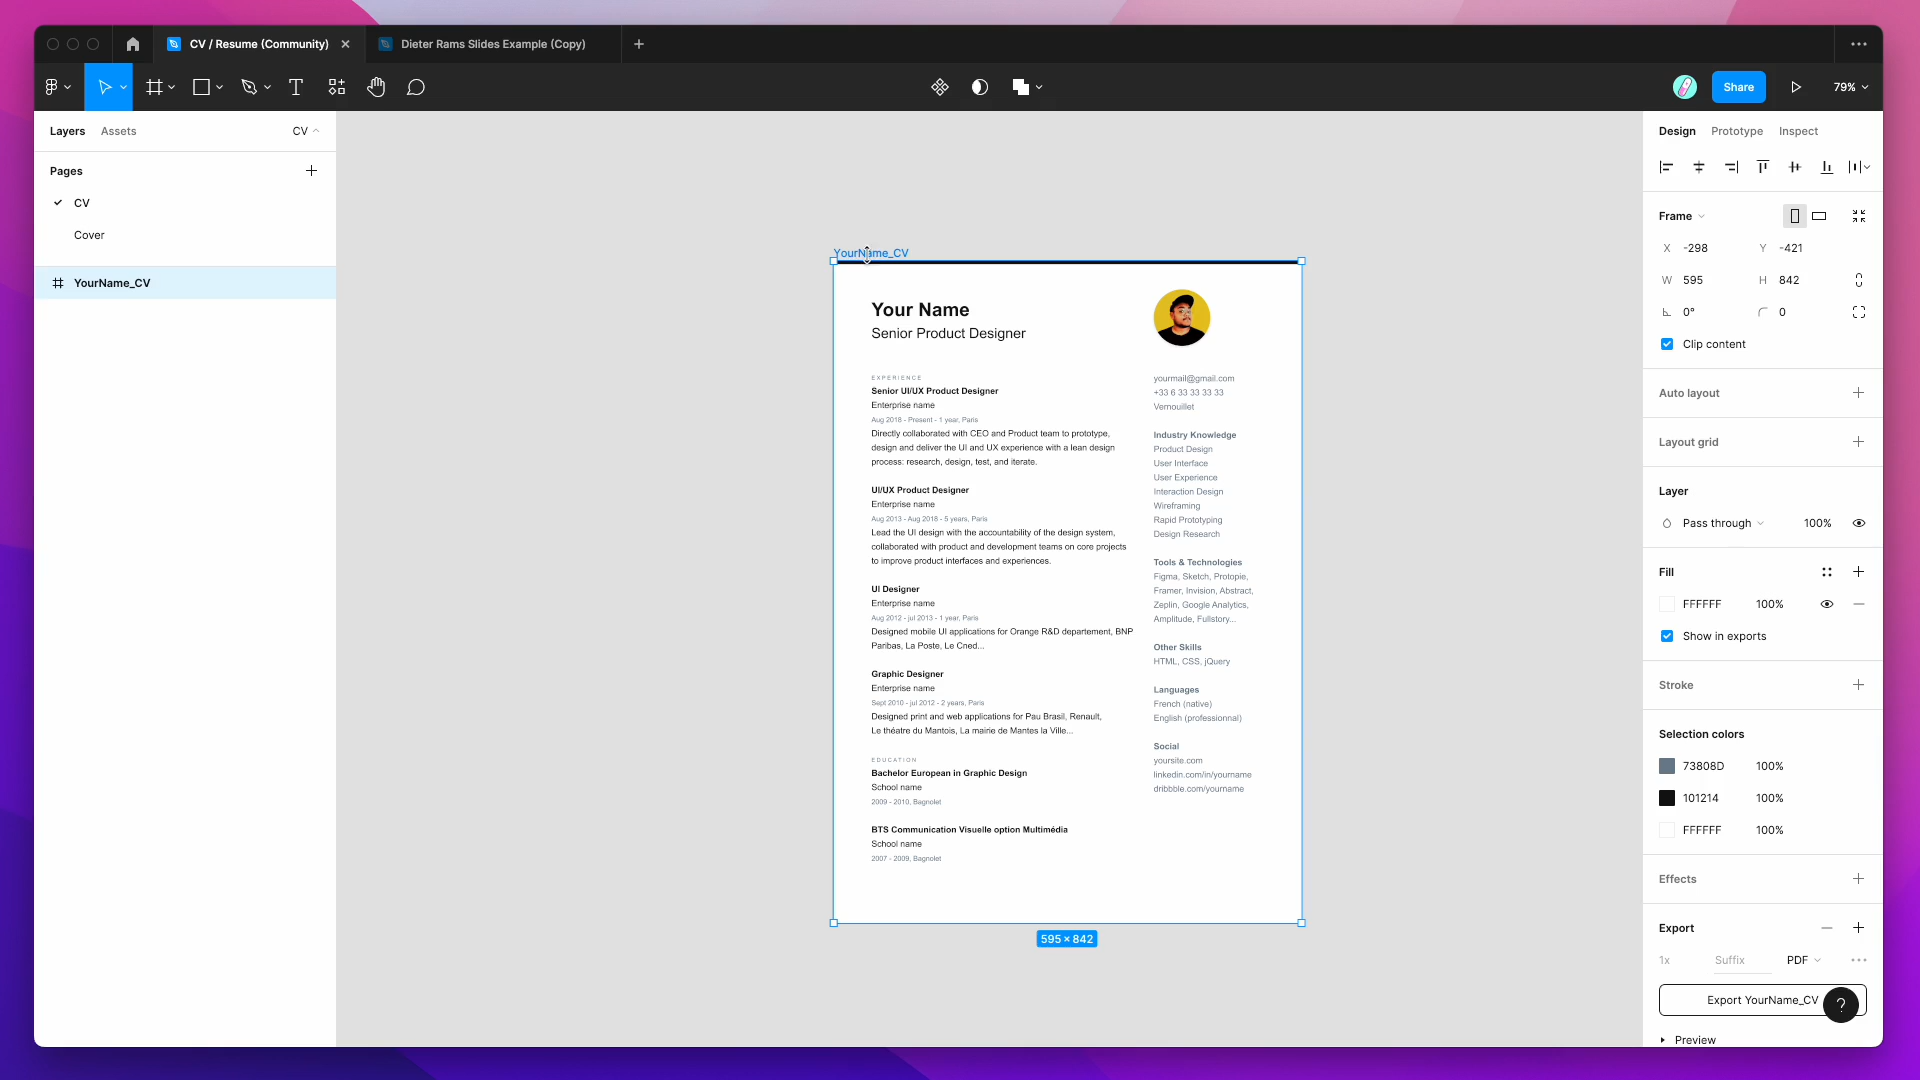 CV / Resume (Community)
Dieter Rams Slides Example (Copy)
Share
79%
Layers
Assets
CV
Pages
CV
Cover
YourName_CV
YourName_CV
Your Name
Senior Product Designer
EXPERIENCE
Senior UI/UX Product Designer
Enterprise name
Aug 2018 - Present - 1 year, Paris
Directly collaborated with CEO and Product team to prototype,
design and deliver the UI and UX experience with a lean design
process: research, design, test, and iterate.
UI/UX Product Designer
Enterprise name
Aug 2013 - Aug 2018 - 5 years, Paris
Lead the UI design with the accountability of the design system,
collaborated with product and development teams on core projects
to improve product interfaces and experiences.
UI Designer
Enterprise name
Aug 2012 - jul 2013 - 1 year, Paris
Designed mobile UI applications for Orange R&D departement, BNP
Paribas, La Poste, Le Cned...
Graphic Designer
Enterprise name
Sept 2010 - jul 2012 - 2 years, Paris
Designed print and web applications for Pau Brasil, Renault,
Le théatre du Mantois, La mairie de Mantes la Ville...
EDUCATION
Bachelor European in Graphic Design
School name
2009 - 2010, Bagnolet
BTS Communication Visuelle option Multimédia
School name
2007 - 2009, Bagnolet
yourmail@gmail.com
+33 6 33 33 33 33
Vernouillet
Industry Knowledge
Product Design
User Interface
User Experience
Interaction Design
Wireframing
Rapid Prototyping
Design Research
Tools & Technologies
Figma, Sketch, Protopie,
Framer, Invision, Abstract,
Zeplin, Google Analytics,
Amplitude, Fullstory...
Other Skills
HTML, CSS, jQuery
Languages
French (native)
English (professionnal)
Social
yoursite.com
linkedin.com/in/yourname
dribbble.com/yourname
595 × 842
Design
Prototype
Inspect
Frame
X -298 Y -421
W 595 H 842
0° 0
Clip content
Auto layout
Layout grid
Layer
Pass through 100%
Fill
FFFFFF 100%
Show in exports
Stroke
Selection colors
73808D 100%
101214 100%
FFFFFF 100%
Effects
Export
1x Suffix PDF
Export YourName_CV
?
Preview